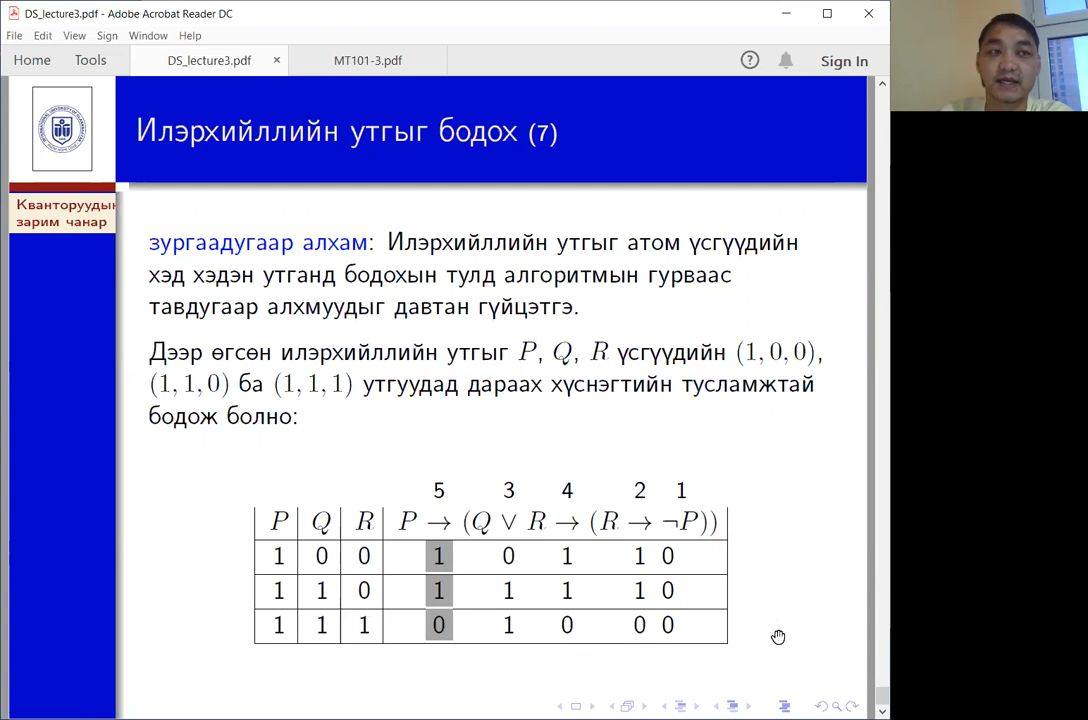 DS_lecture3.pdf - Adobe Acrobat Reader DC
File Edit View Sign Window Help
Home Tools DS_lecture3.pdf × MT101-3.pdf ? Sign In
Илэрхийллийн утгыг бодох (7)
Кванторуудын
зарим чанар
зургаадугаар алхам: Илэрхийллийн утгыг атом үсгүүдийн
хэд хэдэн утганд бодохын тулд алгоритмын гурваас
тавдугаар алхмуудыг давтан гүйцэтгэ.
Дээр өгсөн илэрхийллийн утгыг P, Q, R үсгүүдийн (1, 0, 0),
(1, 1, 0) ба (1, 1, 1) утгуудад дараах хүснэгтийн тусламжтай
бодож болно:
5 3 4 2 1
P Q R P → (Q ∨ R → (R → ¬P))
1 0 0 1 0 1 1 0
1 1 0 1 1 1 1 0
1 1 1 0 1 0 0 0